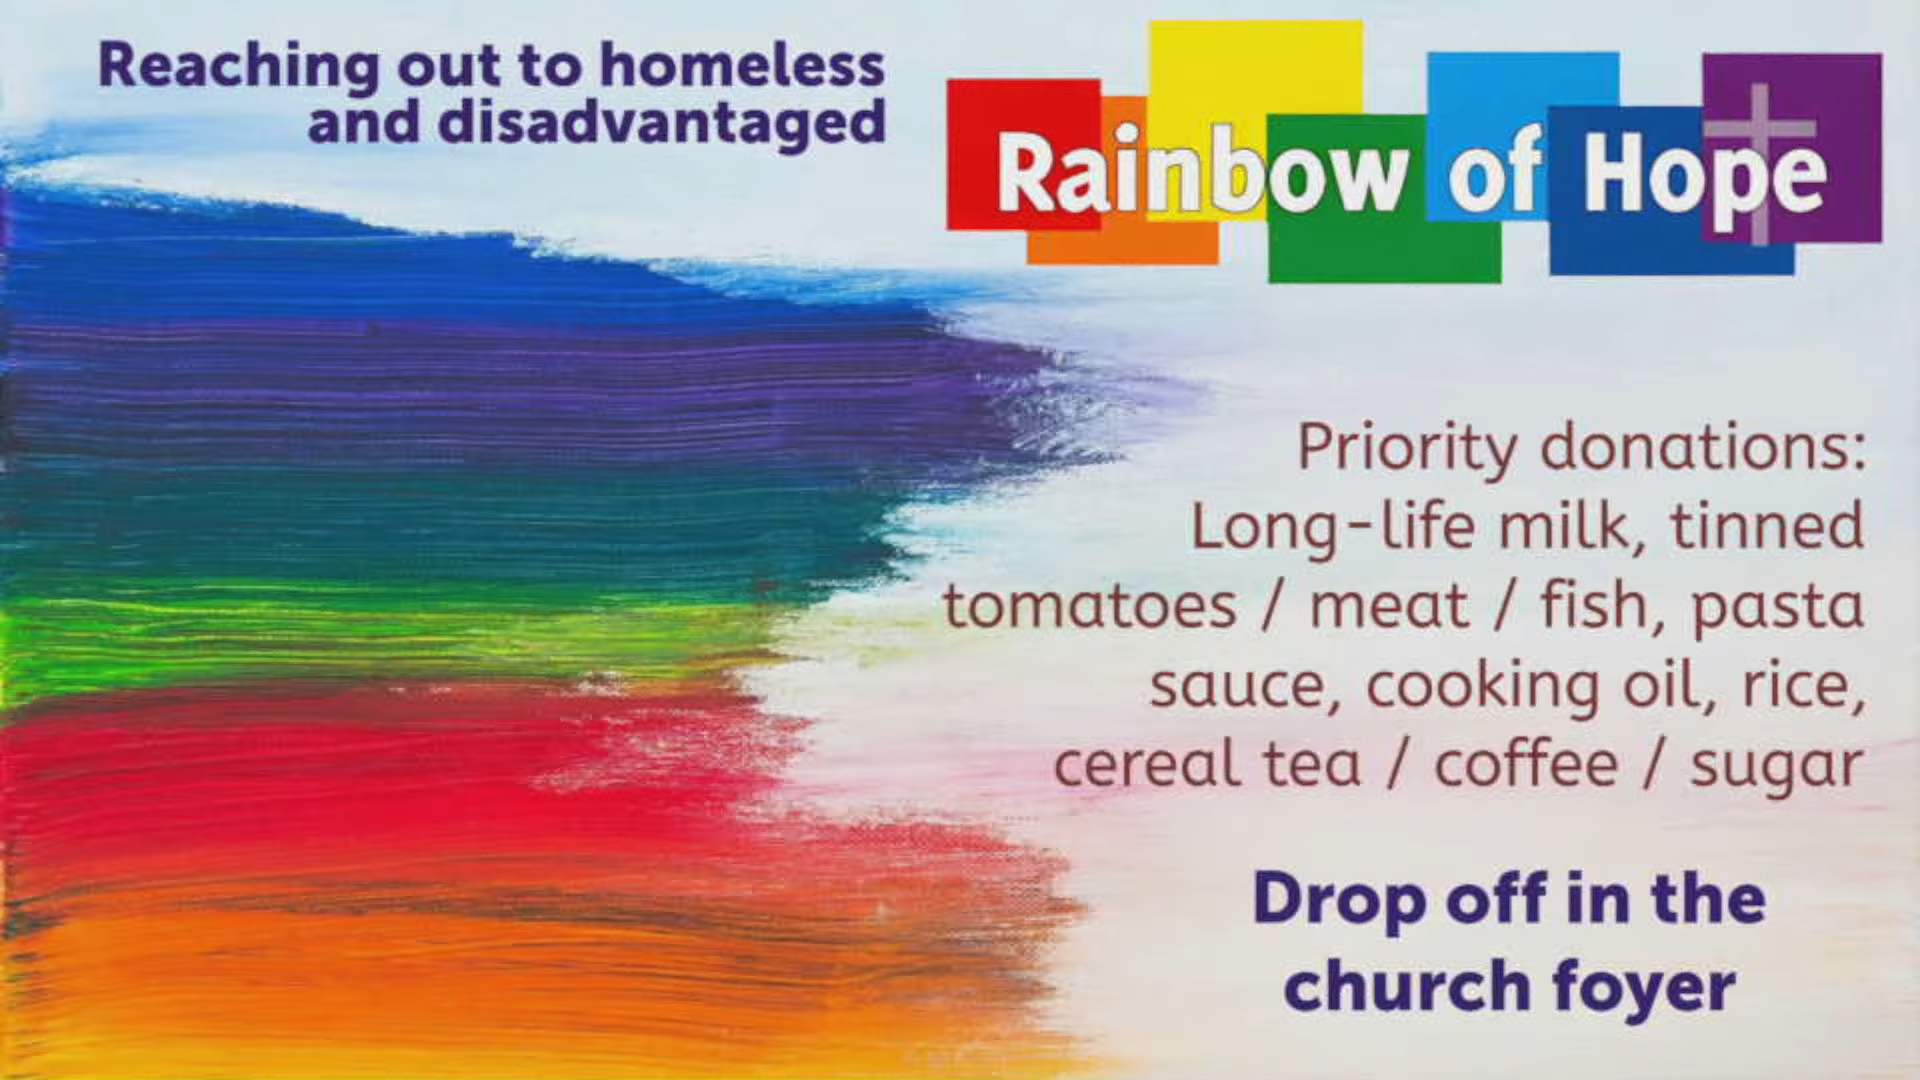 Reaching out to homeless
and disadvantaged
Rainbow of Hope
Priority donations:
Long-life milk, tinned
tomatoes / meat / fish, pasta
sauce, cooking oil, rice,
cereal tea / coffee / sugar
Drop off in the
church foyer